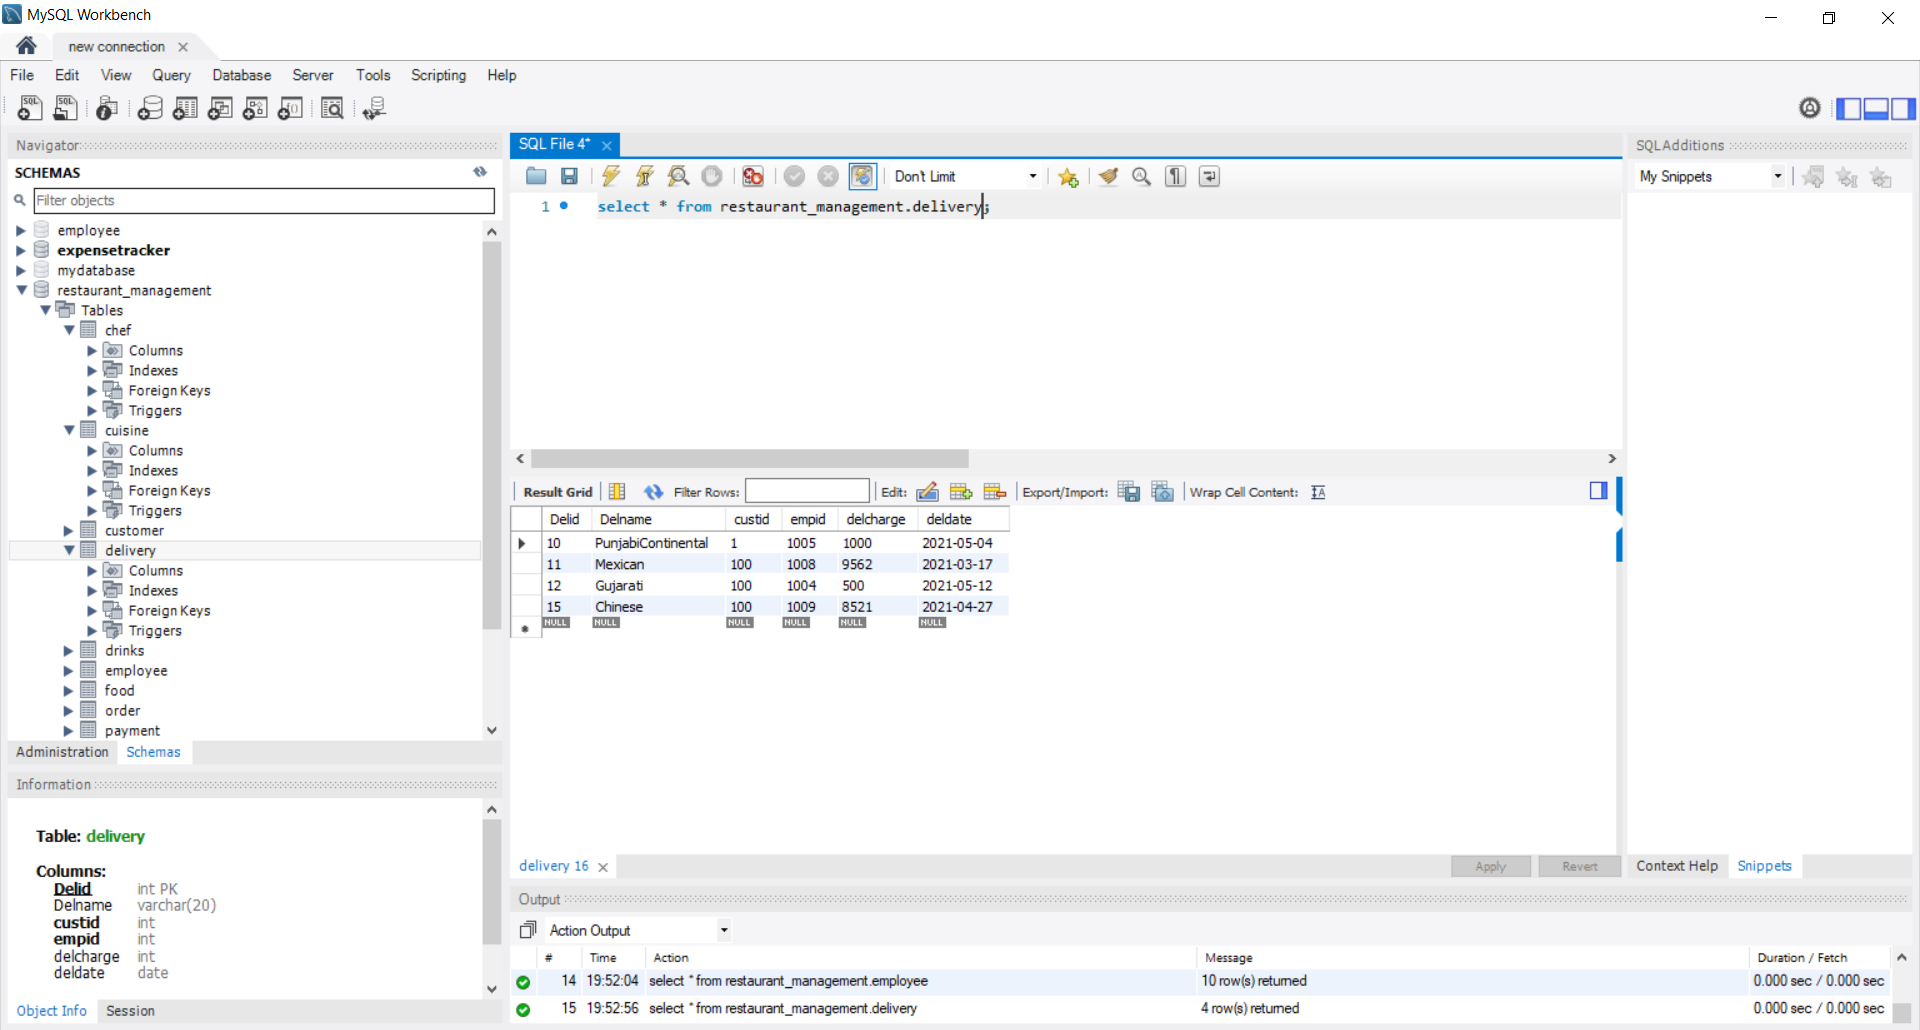 MySQL Workbench
new connection
File Edit View Query Database Server Tools Scripting Help
Navigator
SCHEMAS
Filter objects
employee
expensetracker
mydatabase
restaurant_management
Tables
chef
Columns
Indexes
Foreign Keys
Triggers
cuisine
Columns
Indexes
Foreign Keys
Triggers
customer
delivery
Columns
Indexes
Foreign Keys
Triggers
drinks
employee
food
order
payment
Administration Schemas
Information
Table: delivery
Columns:
Delid int PK
Delname varchar(20)
custid int
empid int
delcharge int
deldate date
Object Info Session
SQL File 4*
Don't Limit
1 select * from restaurant_management.delivery;
Result Grid Filter Rows: Edit: Export/Import: Wrap Cell Content:
Delid Delname custid empid delcharge deldate
10 PunjabiContinental 1 1005 1000 2021-05-04
11 Mexican 100 1008 9562 2021-03-17
12 Gujarati 100 1004 500 2021-05-12
15 Chinese 100 1009 8521 2021-04-27
NULL NULL NULL NULL NULL NULL
delivery 16
Apply Revert
Output
Action Output
# Time Action Message Duration / Fetch
14 19:52:04 select * from restaurant_management.employee 10 row(s) returned 0.000 sec / 0.000 sec
15 19:52:56 select * from restaurant_management.delivery 4 row(s) returned 0.000 sec / 0.000 sec
SQLAdditions
My Snippets
Context Help Snippets